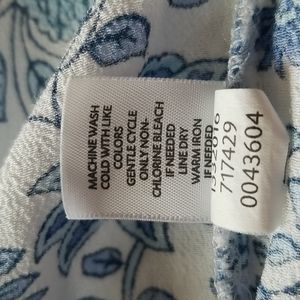 MACHINE WASH
COLD WITH LIKE
COLORS
GENTLE CYCLE
ONLY NON-
CHLORINE BLEACH
IF NEEDED
LINE DRY
WARM IRON
IF NEEDED
717429
0043604